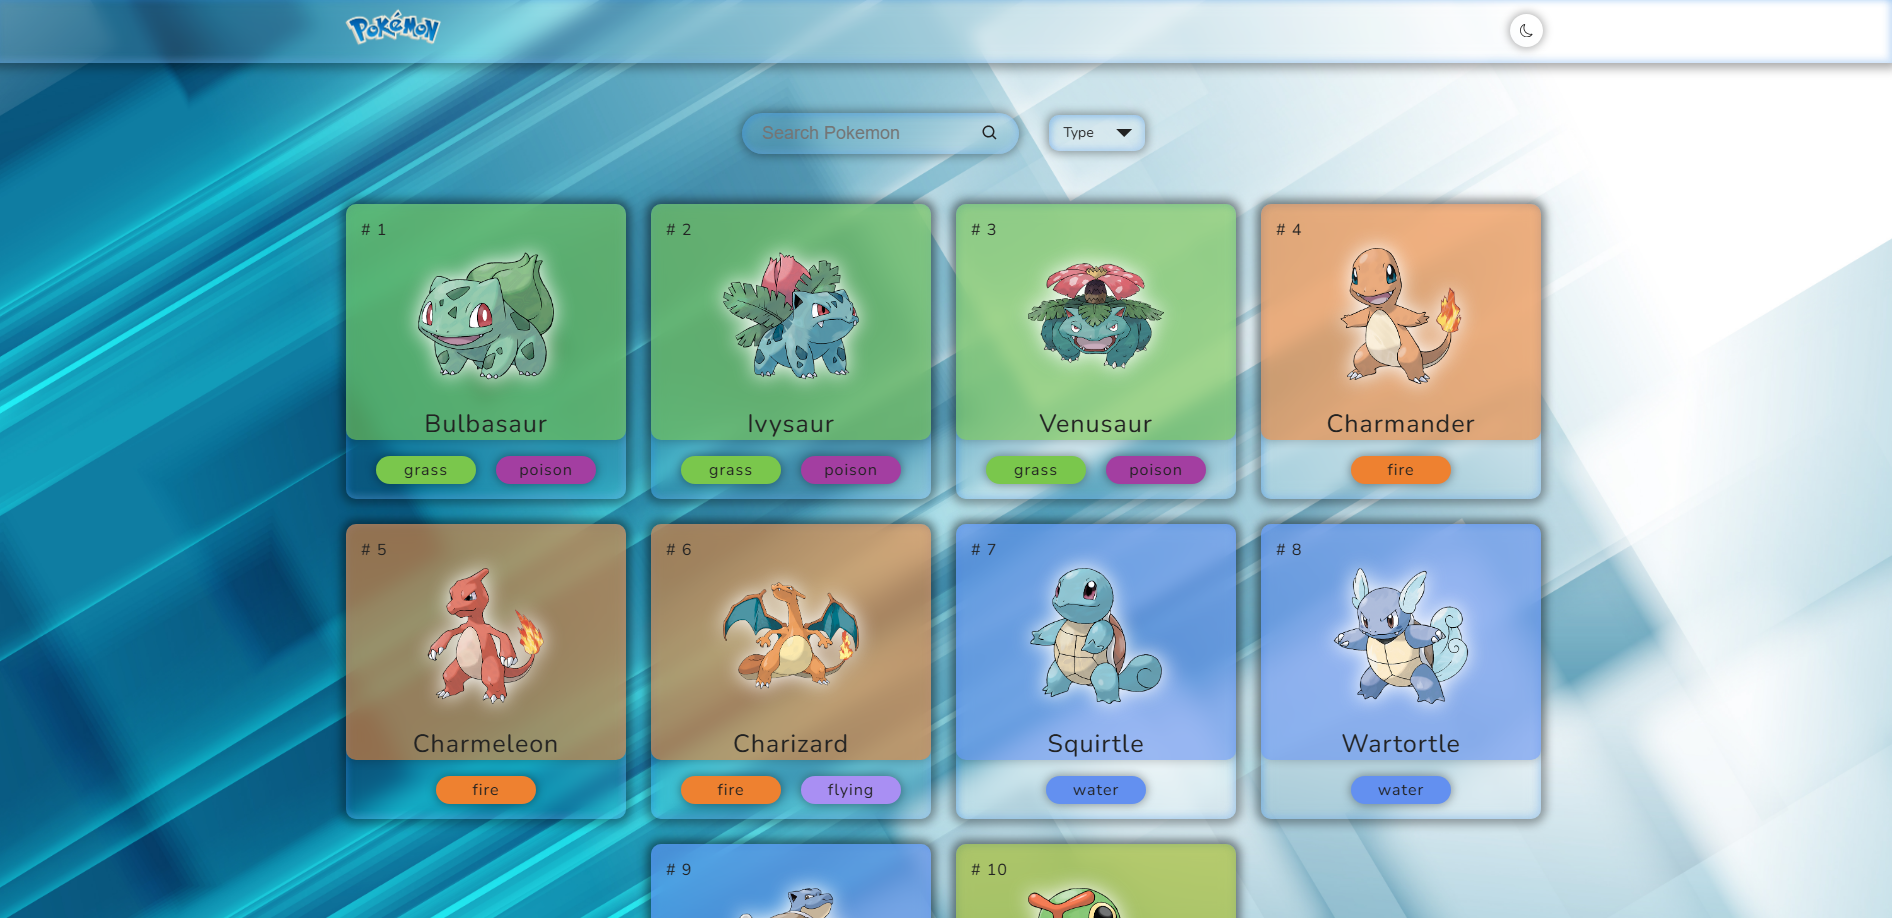 Pokémon
Search Pokemon
Type
# 1
Bulbasaur
grass poison
# 2
Ivysaur
grass poison
# 3
Venusaur
grass poison
# 4
Charmander
fire
# 5
Charmeleon
fire
# 6
Charizard
fire flying
# 7
Squirtle
water
# 8
Wartortle
water
# 9
# 10